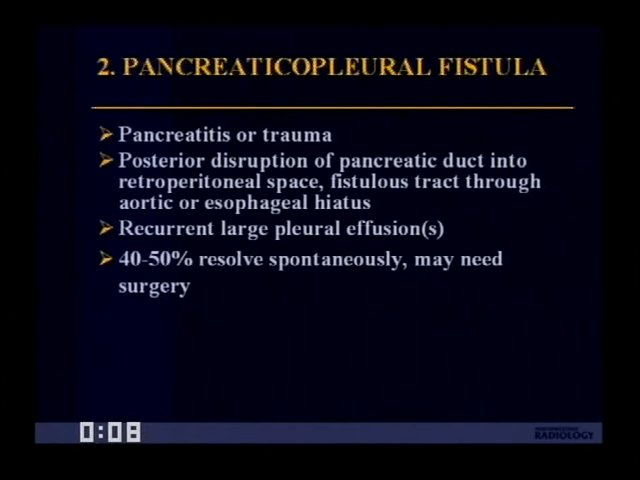 2. PANCREATICOPLEURAL FISTULA
Pancreatitis or trauma
Posterior disruption of pancreatic duct into
retroperitoneal space, fistulous tract through
aortic or esophageal hiatus
Recurrent large pleural effusion(s)
40-50% resolve spontaneously, may need
surgery
0:08
RADIOLOGY